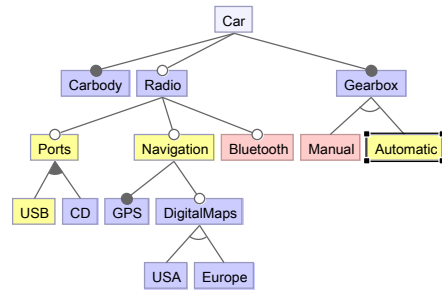 Car
Carbody Radio Gearbox
Ports Navigation Bluetooth Manual Automatic
USB CD GPS DigitalMaps
USA Europe